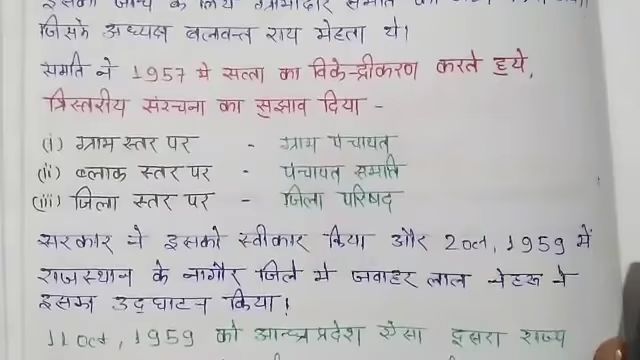 इसकी जाँच के लिये
जिसके अध्यक्ष बलवन्त राय मेहता थे।
समिति ने 1957 मे सत्ता का विकेन्द्रीकरण करते हुये,
त्रिस्तरीय संरचना का सुझाव दिया -
(i) ग्राम स्तर पर - ग्राम पंचायत
(ii) ब्लाक स्तर पर - पंचायत समिति
(iii) जिला स्तर पर - जिला परिषद
सरकार ने इसको स्वीकार किया और 2 oct, 1959 में
राजस्थान के नागौर जिले मे जवाहर लाल नेहरू ने
इसका उद्घाटन किया।
11 oct, 1959 को आन्ध्रप्रदेश ऐसा दूसरा राज्य